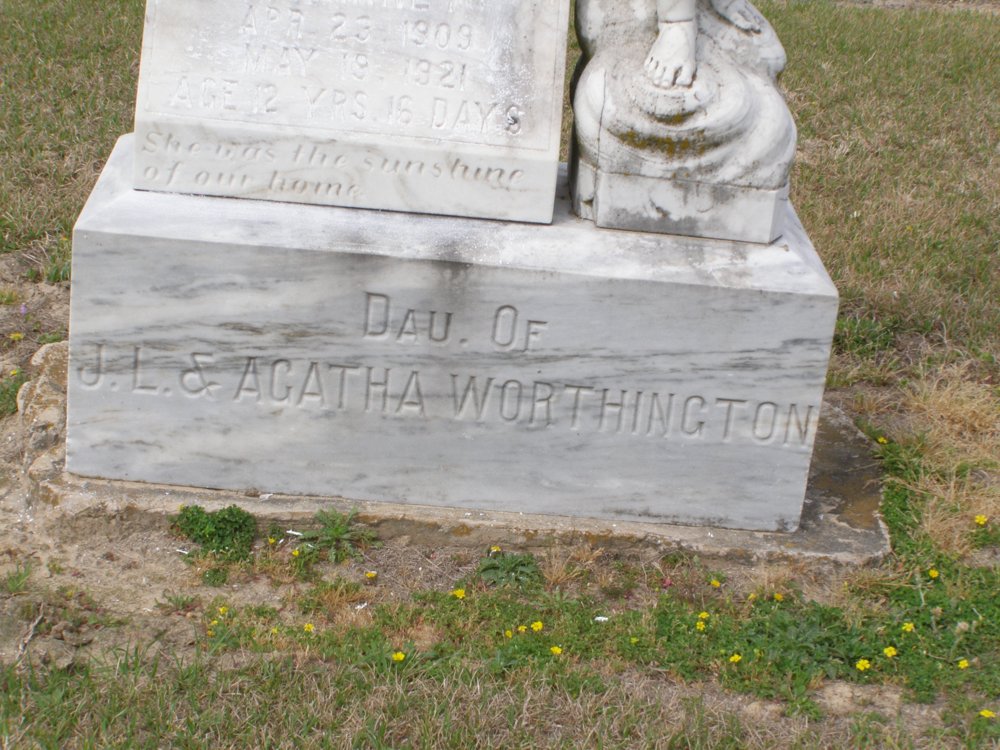 APR. 23. 1909
MAY 19. 1921
AGE 12 YRS. 16 DAYS
She was the sunshine
of our home
DAU. OF
J. L. & AGATHA WORTHINGTON